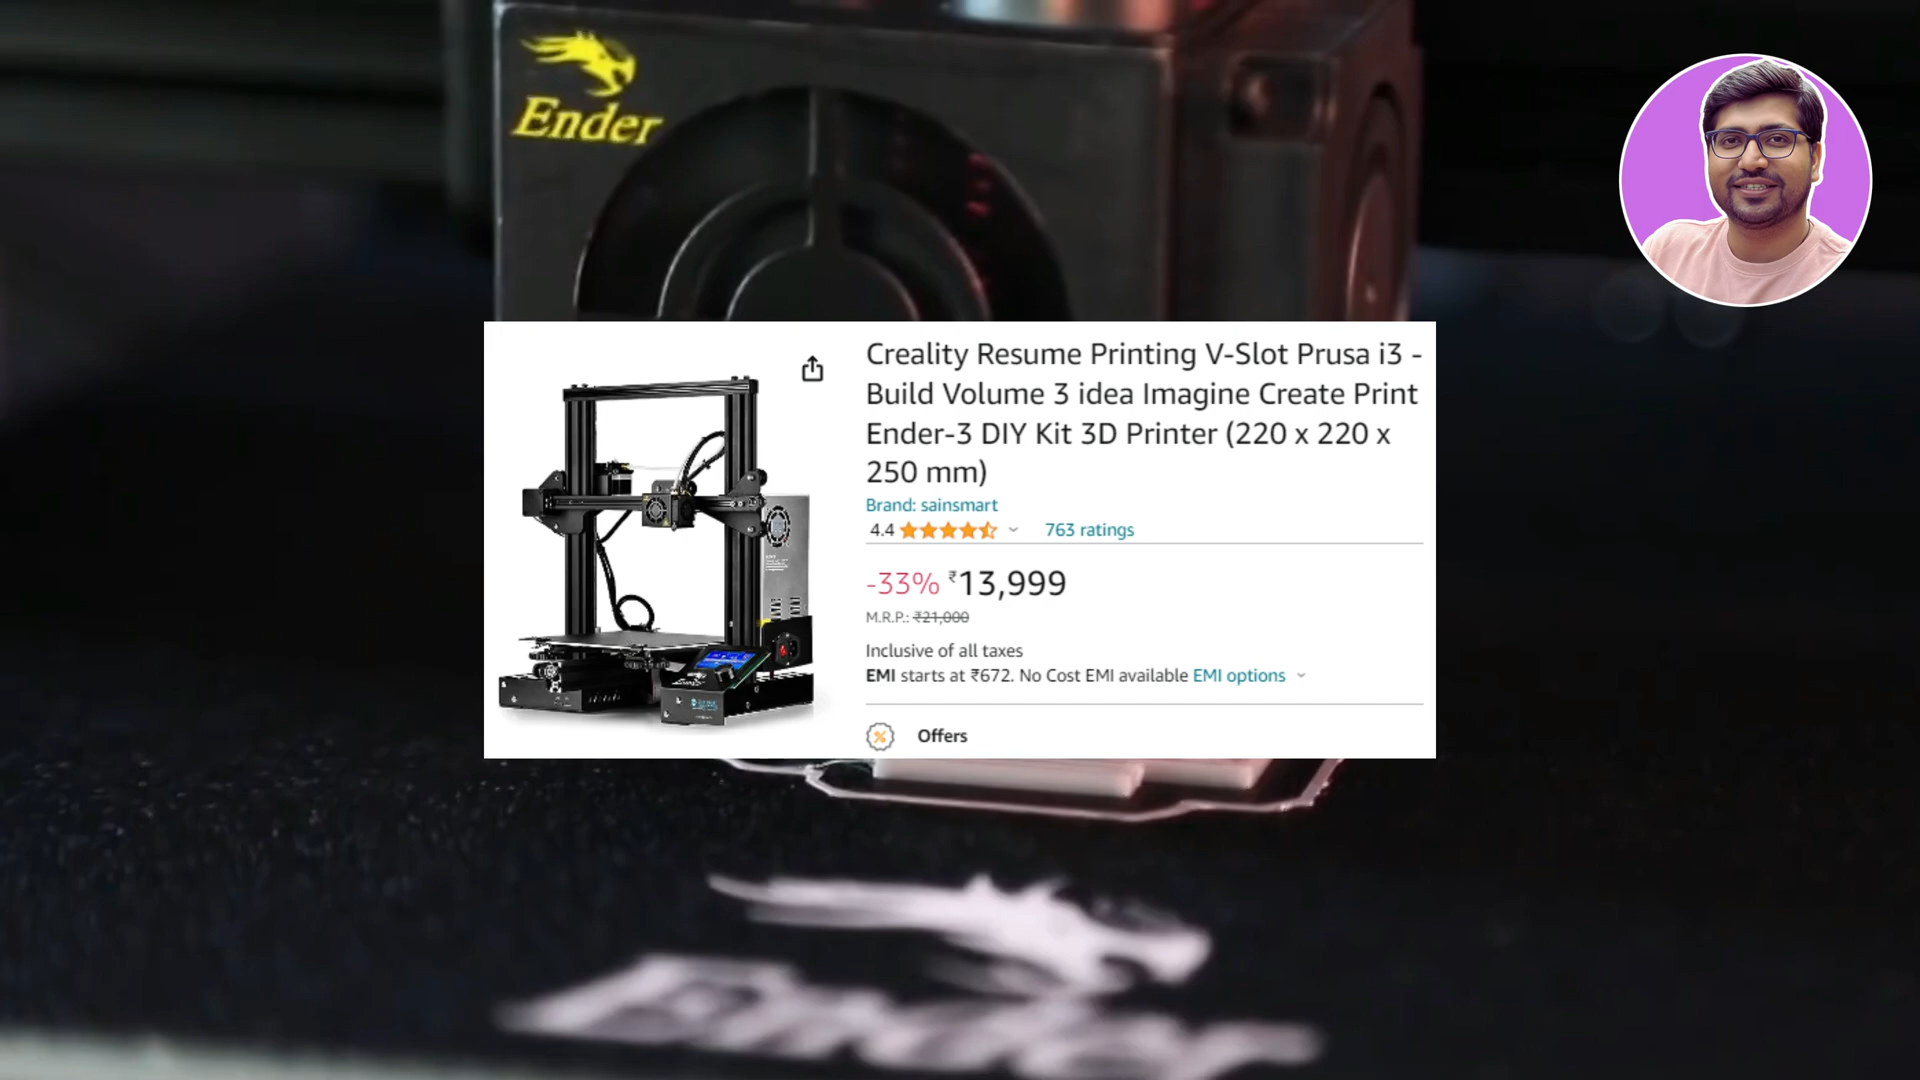 Ender
Creality Resume Printing V-Slot Prusa i3 -
Build Volume 3 idea Imagine Create Print
Ender-3 DIY Kit 3D Printer (220 x 220 x
250 mm)
Brand: sainsmart
4.4 763 ratings
-33% ₹13,999
M.R.P.: ₹21,000
Inclusive of all taxes
EMI starts at ₹672. No Cost EMI available EMI options
% Offers
Ender